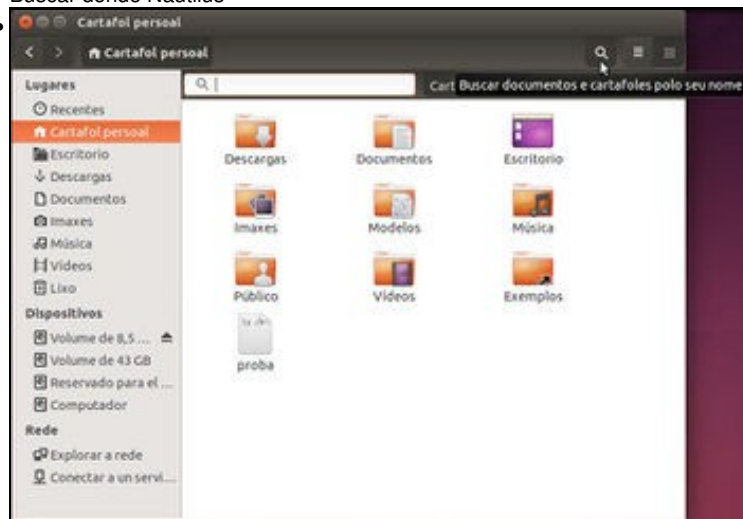 Buscar dende Nautilus
Cartafol persoal
Cartafol persoal
Buscar documentos e cartafoles polo seu nome
Cart
Lugares
Recentes
Cartafol persoal
Escritorio
Descargas
Documentos
Imaxes
Música
Vídeos
Lixo
Dispositivos
Volume de 8,5 ...
Volume de 43 GB
Reservado para el ...
Computador
Rede
Explorar a rede
Conectar a un servi...
Descargas
Documentos
Escritorio
Imaxes
Modelos
Música
Público
Vídeos
Exemplos
proba